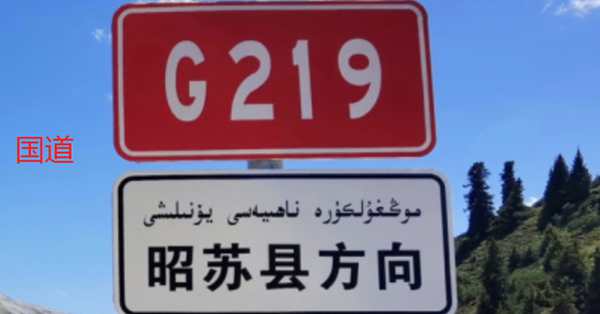 G219
国道
موڭغۇلكۈرە ناھىيەسى يۆنىلىشى
昭苏县方向